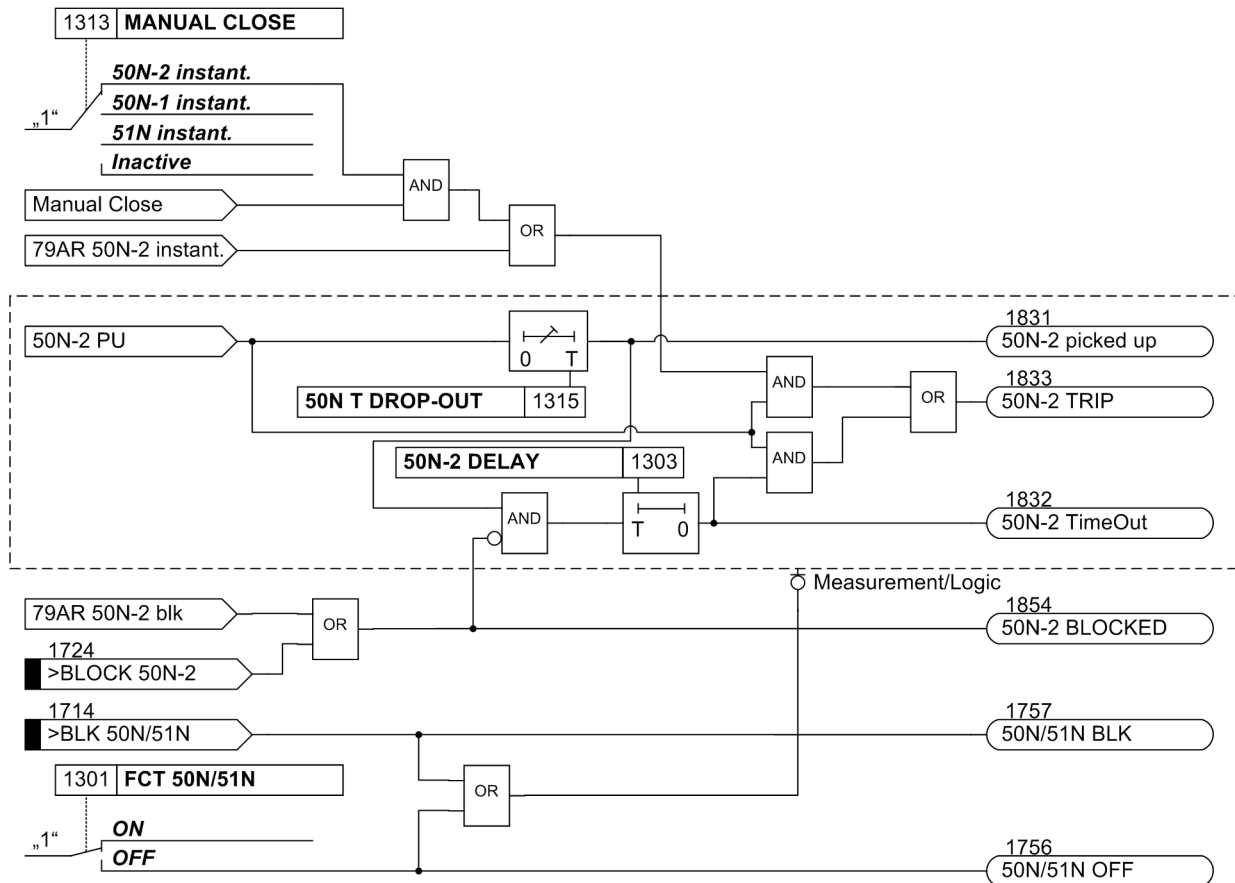 1313 MANUAL CLOSE
50N-2 instant.
50N-1 instant.
„1“
51N instant.
Inactive
AND
Manual Close
OR
79AR 50N-2 instant.
1831
50N-2 PU
50N-2 picked up
0 T
AND
1833
50N T DROP-OUT 1315
OR
50N-2 TRIP
50N-2 DELAY 1303
AND
1832
AND
T 0
50N-2 TimeOut
Measurement/Logic
79AR 50N-2 blk
OR
1854
50N-2 BLOCKED
1724
>BLOCK 50N-2
1714
>BLK 50N/51N
1757
50N/51N BLK
1301 FCT 50N/51N
OR
„1“
ON
OFF
1756
50N/51N OFF